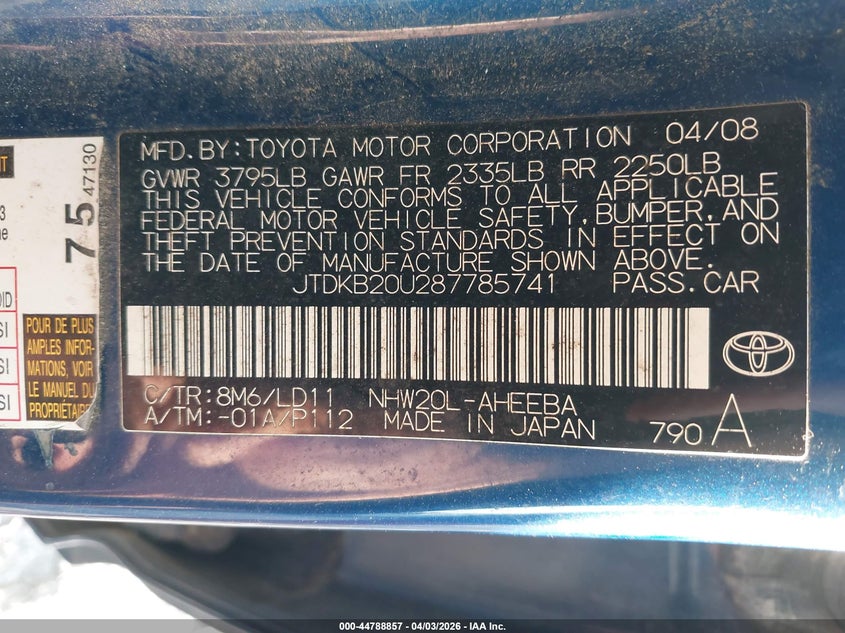 MFD.BY:TOYOTA MOTOR CORPORATION 04/08
GVWR 3795LB GAWR FR 2335LB RR 2250LB
THIS VEHICLE CONFORMS TO ALL APPLICABLE
FEDERAL MOTOR VEHICLE SAFETY,BUMPER,AND
THEFT PREVENTION STANDARDS IN EFFECT ON
THE DATE OF MANUFACTURE SHOWN ABOVE.
JTDKB20U287785741 PASS.CAR
C/TR:8M6/LD11 NHW20L-AHEEBA
A/TM:-01A/P112 MADE IN JAPAN 790 A
75 47130
POUR DE PLUS
AMPLES INFOR-
MATIONS, VOIR
LE MANUEL DU
PROPRIÉTAIRE
000-44788857 - 04/03/2026 - IAA Inc.